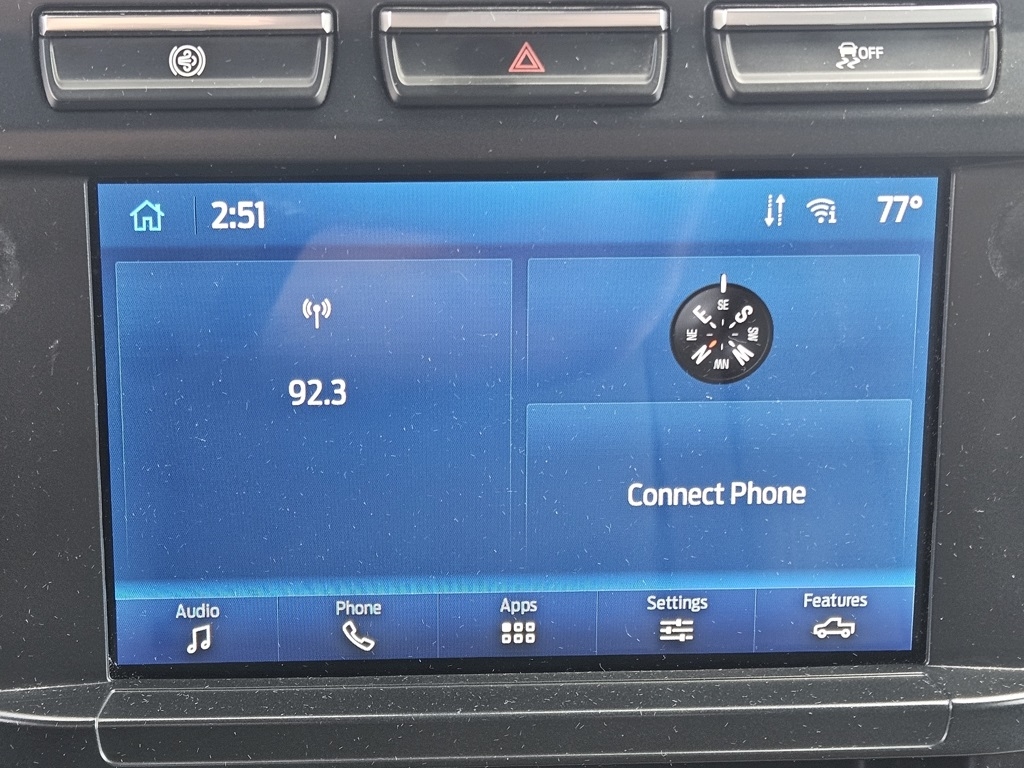 OFF
2:51
77°
92.3
SE
E
S
NE
SW
N
W
NW
Connect Phone
Audio
Phone
Apps
Settings
Features